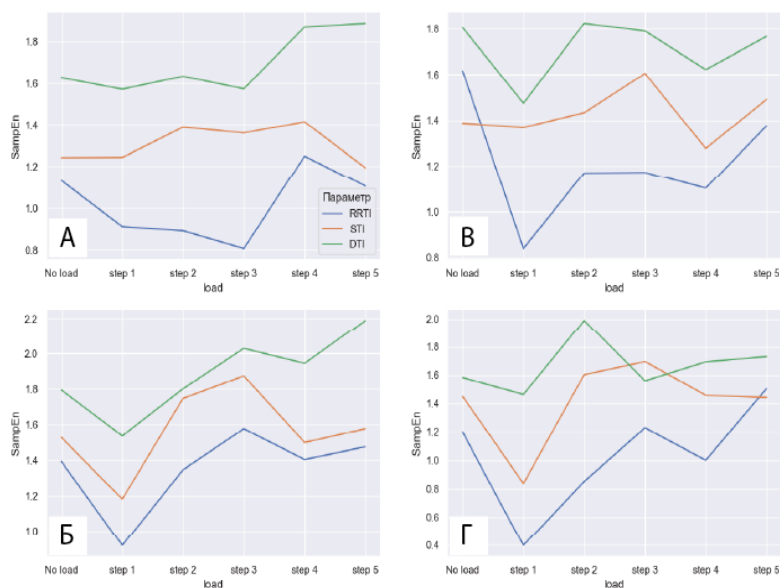 1.8
1.6
1.4
1.2
1.0
0.8
SampEn
Параметр
RRTI
STI
DTI
А
No load
step 1
step 2
step 3
step 4
step 5
load
1.8
1.6
1.4
1.2
1.0
0.8
SampEn
В
No load
step 1
step 2
step 3
step 4
step 5
load
2.2
2.0
1.8
1.6
1.4
1.2
1.0
SampEn
Б
No load
step 1
step 2
step 3
step 4
step 5
load
2.0
1.8
1.6
1.4
1.2
1.0
0.8
0.6
0.4
SampEn
Г
No load
step 1
step 2
step 3
step 4
step 5
load